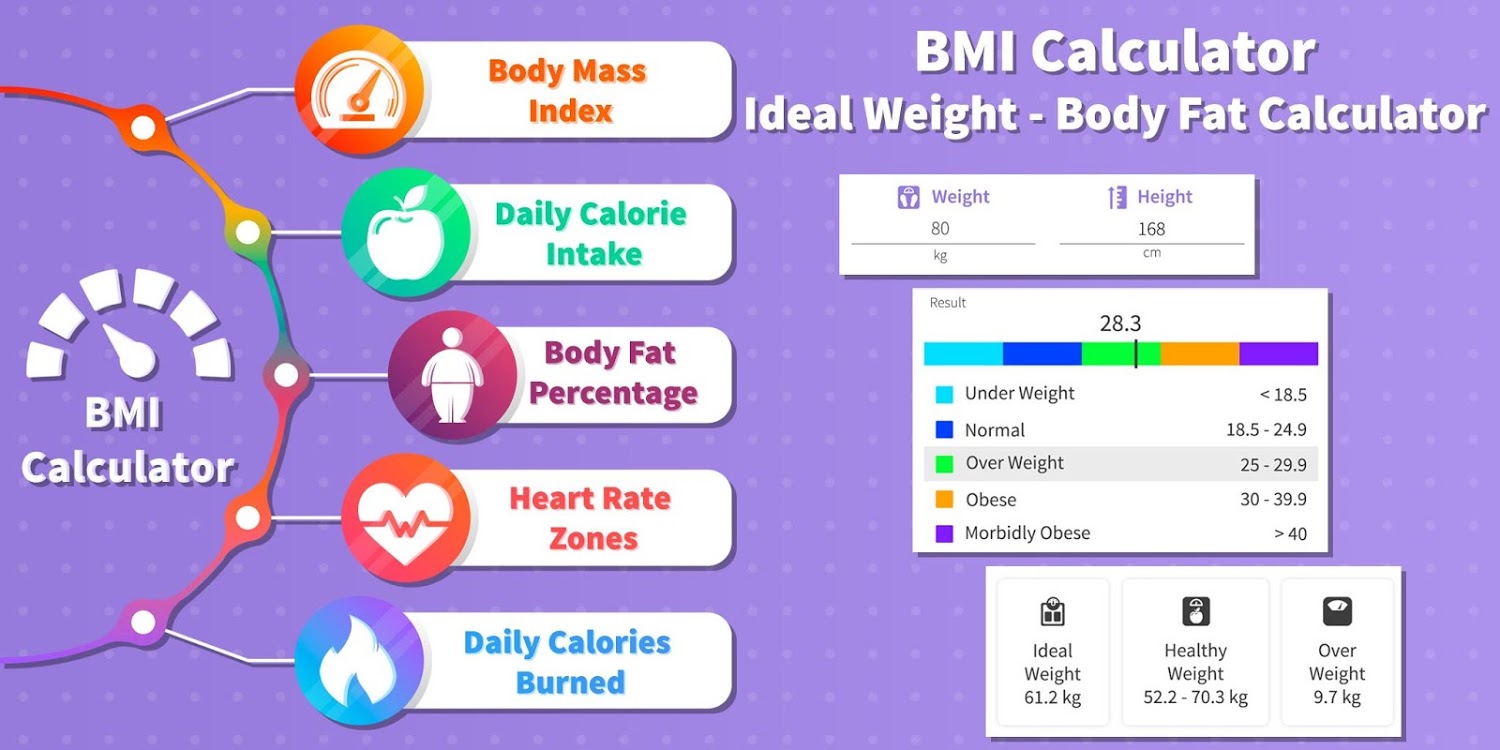 BMI
Calculator
Body Mass
Index
Daily Calorie
Intake
Body Fat
Percentage
Heart Rate
Zones
Daily Calories
Burned
BMI Calculator
Ideal Weight - Body Fat Calculator
Weight Height
80 168
kg cm
Result
28.3
Under Weight < 18.5
Normal 18.5 - 24.9
Over Weight 25 - 29.9
Obese 30 - 39.9
Morbidly Obese > 40
Ideal
Weight
61.2 kg
Healthy
Weight
52.2 - 70.3 kg
Over
Weight
9.7 kg